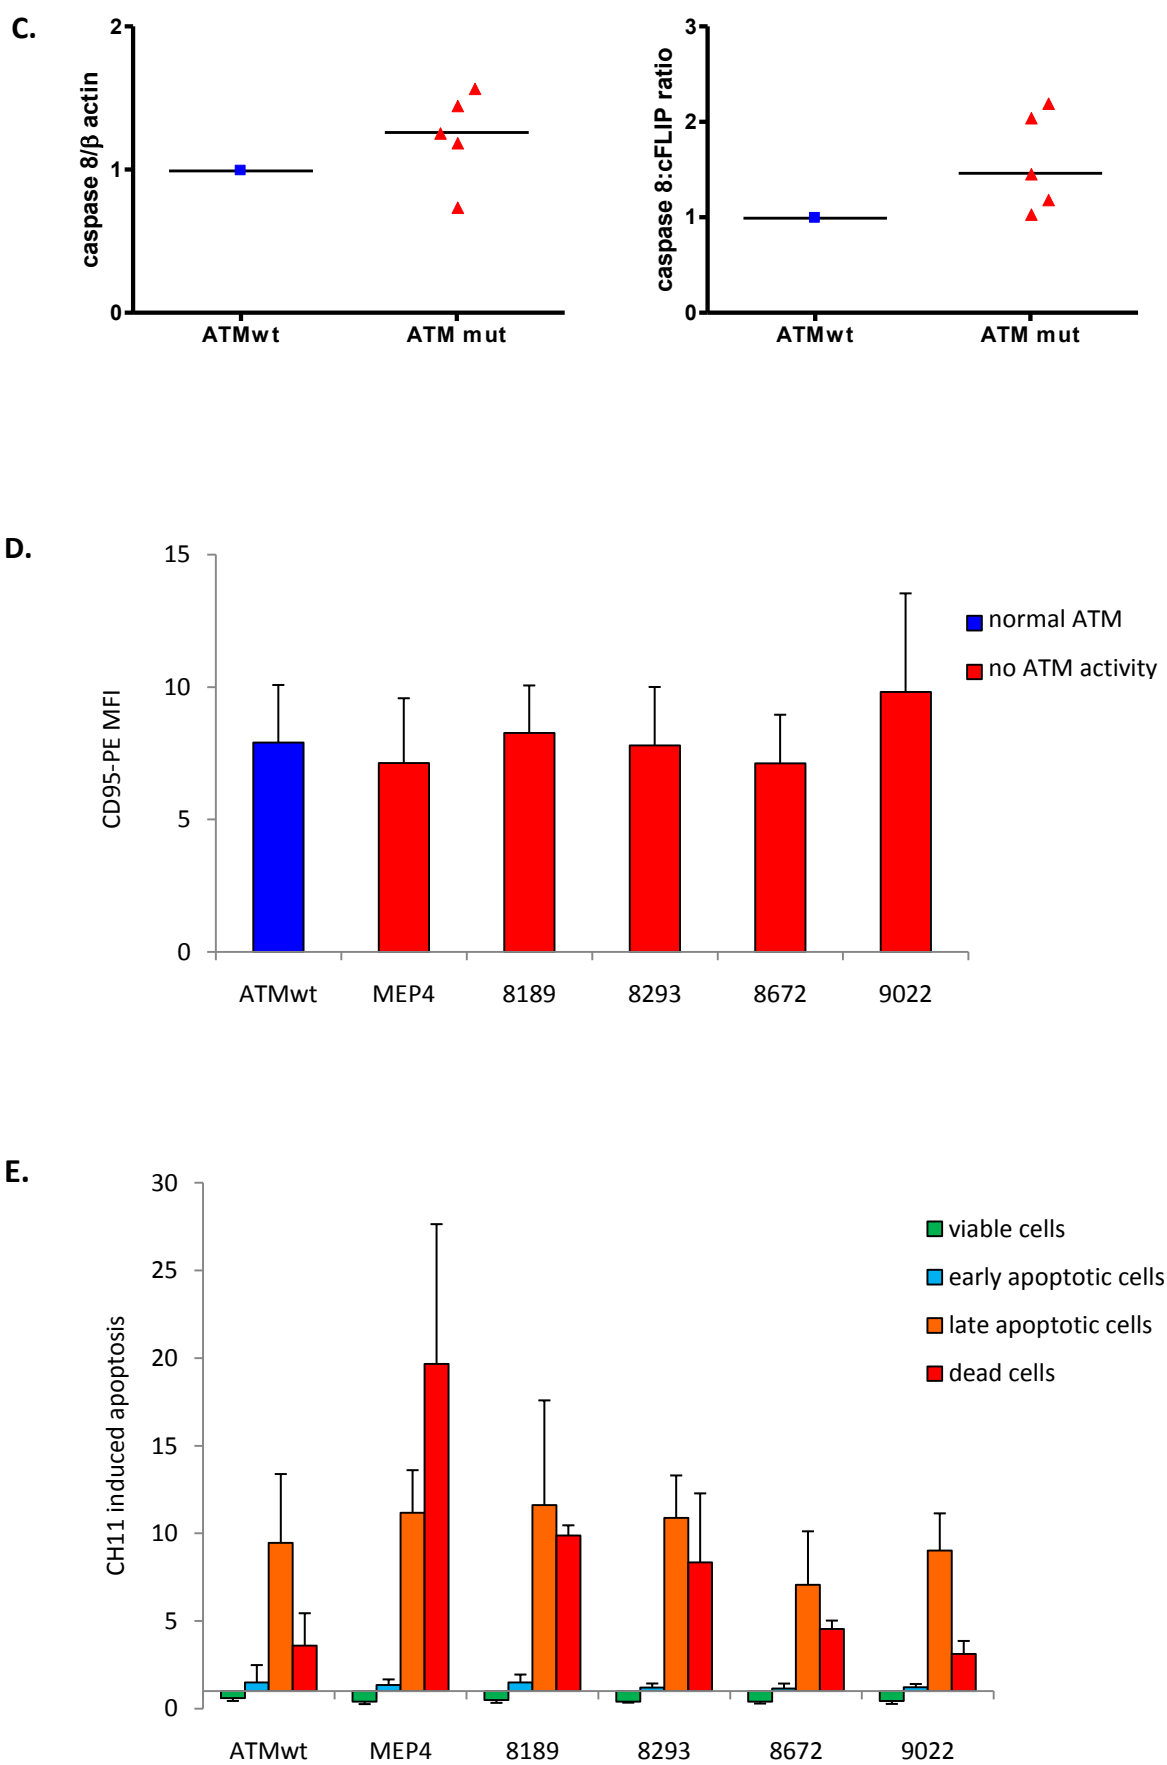 C.
caspase 8/β actin
2
1
0
ATMwt
ATM mut
caspase 8:cFLIP ratio
3
2
1
0
ATMwt
ATM mut
D.
CD95-PE MFI
15
10
5
0
ATMwt
MEP4
8189
8293
8672
9022
normal ATM
no ATM activity
E.
CH11 induced apoptosis
30
25
20
15
10
5
0
ATMwt
MEP4
8189
8293
8672
9022
viable cells
early apoptotic cells
late apoptotic cells
dead cells